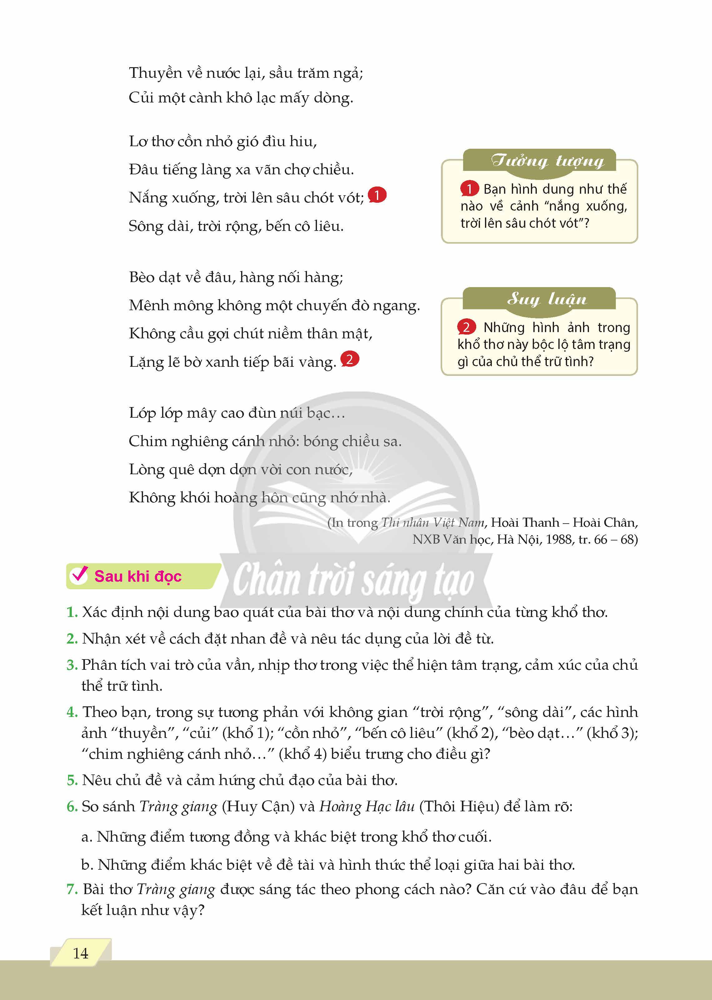 Thuyền về nước lại, sầu trăm ngả;
Củi một cành khô lạc mấy dòng.
Lơ thơ cồn nhỏ gió đìu hiu,
Đâu tiếng làng xa vãn chợ chiều.
Nắng xuống, trời lên sâu chót vót; 1
Sông dài, trời rộng, bến cô liêu.
Tưởng tượng
1 Bạn hình dung như thế
nào về cảnh “nắng xuống,
trời lên sâu chót vót”?
Bèo dạt về đâu, hàng nối hàng;
Mênh mông không một chuyến đò ngang.
Không cầu gợi chút niềm thân mật,
Lặng lẽ bờ xanh tiếp bãi vàng. 2
Suy luận
2 Những hình ảnh trong
khổ thơ này bộc lộ tâm trạng
gì của chủ thể trữ tình?
Lớp lớp mây cao đùn núi bạc…
Chim nghiêng cánh nhỏ: bóng chiều sa.
Lòng quê dợn dợn vời con nước,
Không khói hoàng hôn cũng nhớ nhà.
(In trong Thi nhân Việt Nam, Hoài Thanh – Hoài Chân,
NXB Văn học, Hà Nội, 1988, tr. 66 – 68)
Chân trời sáng tạo
Sau khi đọc
1. Xác định nội dung bao quát của bài thơ và nội dung chính của từng khổ thơ.
2. Nhận xét về cách đặt nhan đề và nêu tác dụng của lời đề từ.
3. Phân tích vai trò của vần, nhịp thơ trong việc thể hiện tâm trạng, cảm xúc của chủ
thể trữ tình.
4. Theo bạn, trong sự tương phản với không gian “trời rộng”, “sông dài”, các hình
ảnh “thuyền”, “củi” (khổ 1); “cồn nhỏ”, “bến cô liêu” (khổ 2), “bèo dạt…” (khổ 3);
“chim nghiêng cánh nhỏ…” (khổ 4) biểu trưng cho điều gì?
5. Nêu chủ đề và cảm hứng chủ đạo của bài thơ.
6. So sánh Tràng giang (Huy Cận) và Hoàng Hạc lâu (Thôi Hiệu) để làm rõ:
a. Những điểm tương đồng và khác biệt trong khổ thơ cuối.
b. Những điểm khác biệt về đề tài và hình thức thể loại giữa hai bài thơ.
7. Bài thơ Tràng giang được sáng tác theo phong cách nào? Căn cứ vào đâu để bạn
kết luận như vậy?
14